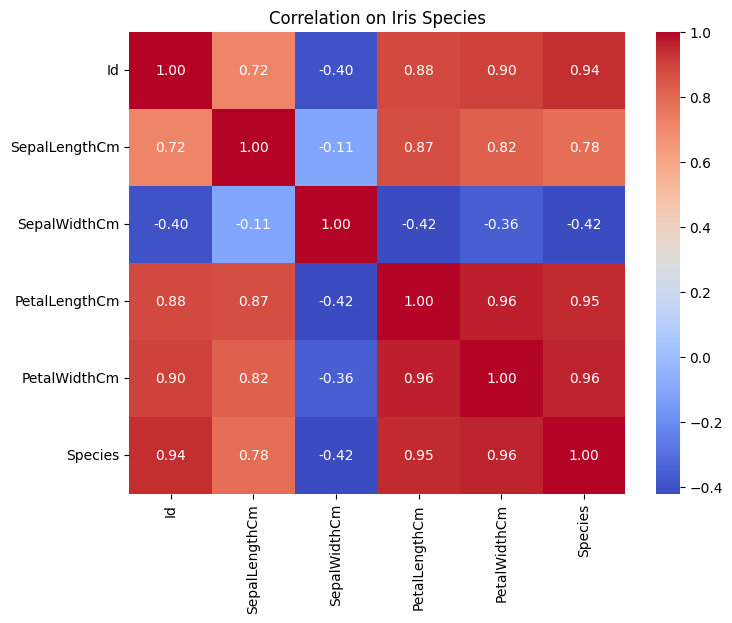 Correlation on Iris Species
Id 1.00 0.72 -0.40 0.88 0.90 0.94
SepalLengthCm 0.72 1.00 -0.11 0.87 0.82 0.78
SepalWidthCm -0.40 -0.11 1.00 -0.42 -0.36 -0.42
PetalLengthCm 0.88 0.87 -0.42 1.00 0.96 0.95
PetalWidthCm 0.90 0.82 -0.36 0.96 1.00 0.96
Species 0.94 0.78 -0.42 0.95 0.96 1.00
Id
SepalLengthCm
SepalWidthCm
PetalLengthCm
PetalWidthCm
Species
1.0
0.8
0.6
0.4
0.2
0.0
−0.2
−0.4